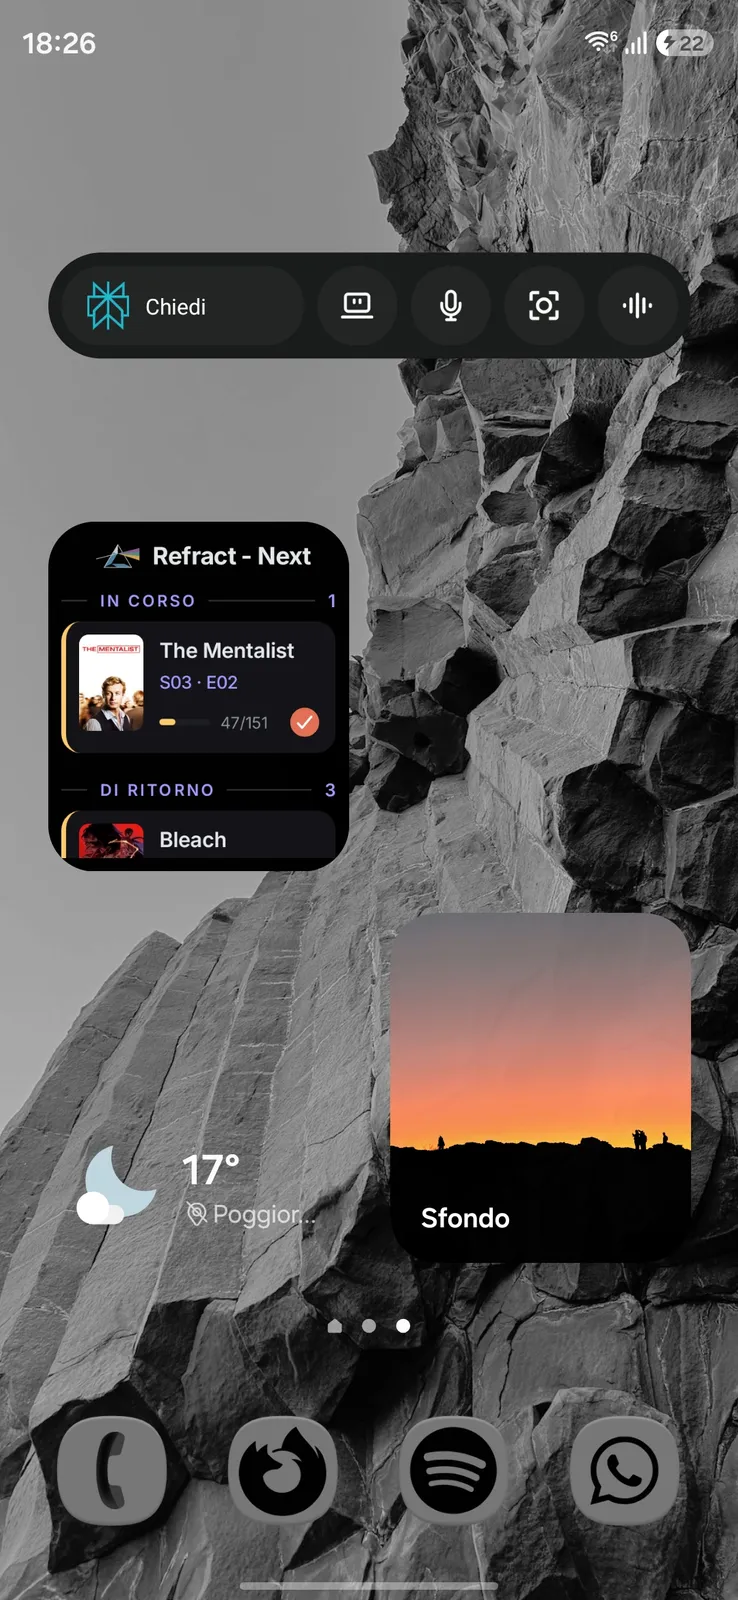 18:26
6
22
Chiedi
Refract - Next
IN CORSO 1
THE MENTALIST
The Mentalist
S03 · E02
47/151
DI RITORNO 3
Bleach
17°
Poggior...
Sfondo